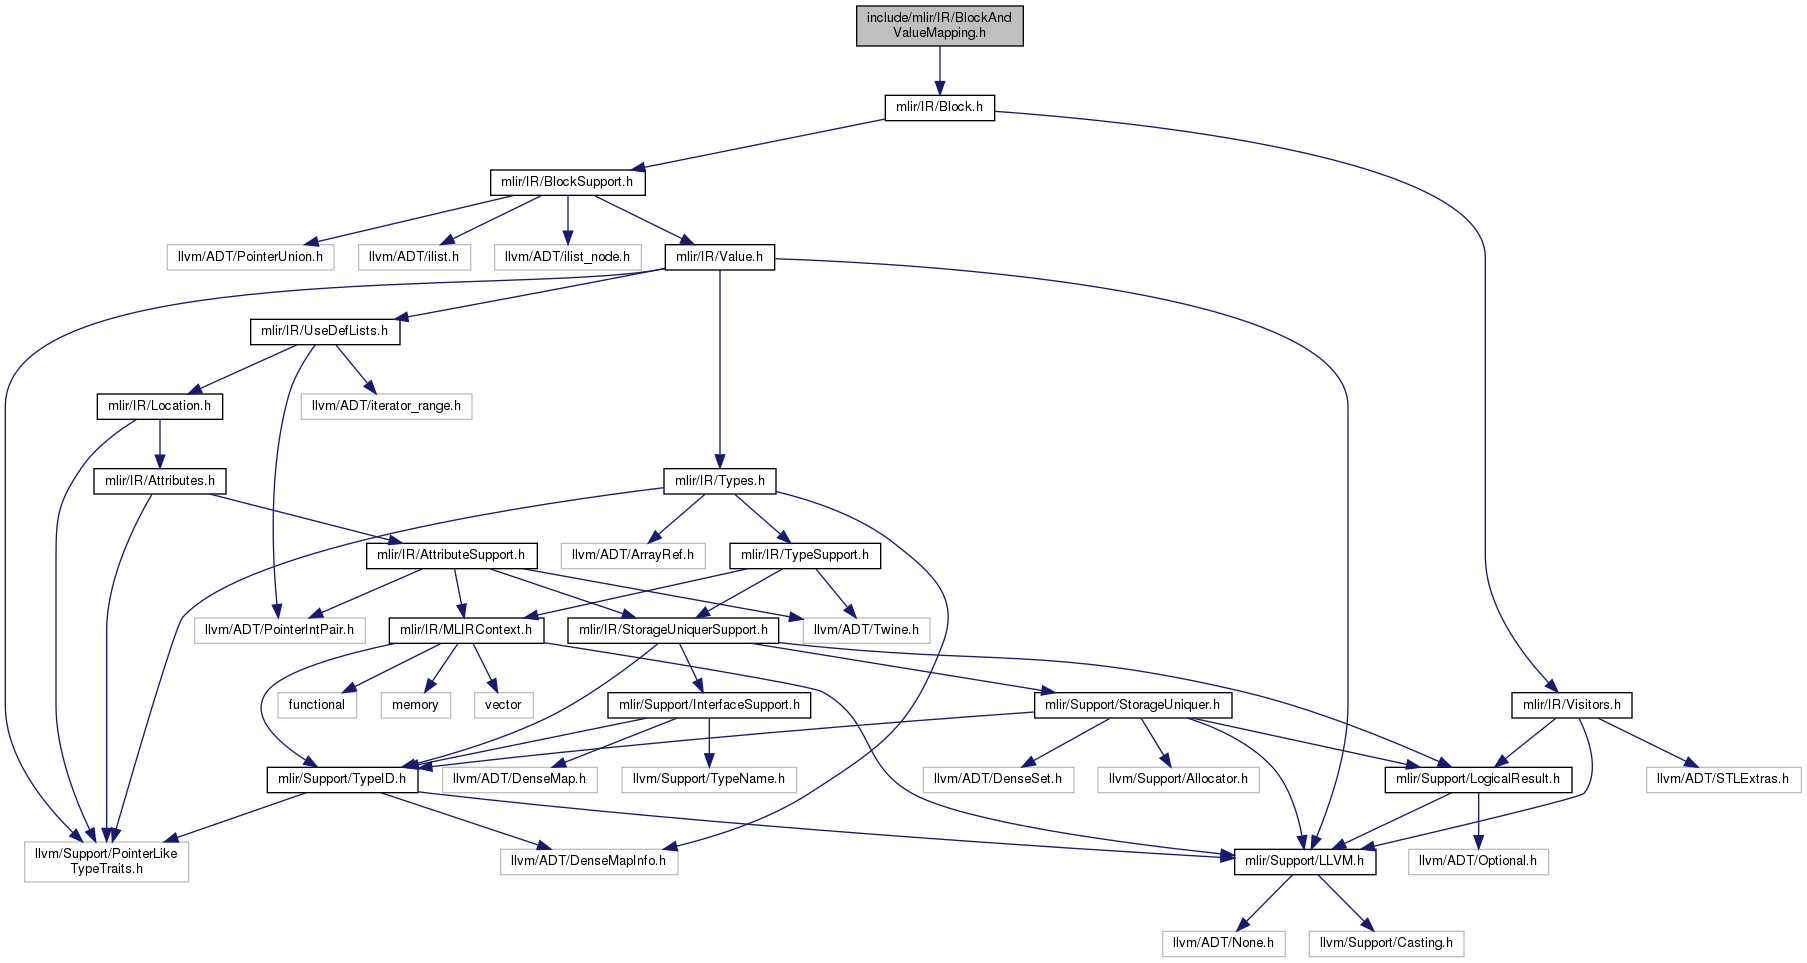 include/mlir/IR/BlockAnd
ValueMapping.h
mlir/IR/Block.h
mlir/IR/BlockSupport.h
llvm/ADT/PointerUnion.h
llvm/ADT/ilist.h
llvm/ADT/ilist_node.h
mlir/IR/Value.h
mlir/IR/UseDefLists.h
mlir/IR/Location.h
llvm/ADT/iterator_range.h
mlir/IR/Attributes.h
mlir/IR/Types.h
mlir/IR/AttributeSupport.h
llvm/ADT/ArrayRef.h
mlir/IR/TypeSupport.h
llvm/ADT/PointerIntPair.h
mlir/IR/MLIRContext.h
mlir/IR/StorageUniquerSupport.h
llvm/ADT/Twine.h
functional
memory
vector
mlir/Support/InterfaceSupport.h
mlir/Support/StorageUniquer.h
mlir/IR/Visitors.h
mlir/Support/TypeID.h
llvm/ADT/DenseMap.h
llvm/Support/TypeName.h
llvm/ADT/DenseSet.h
llvm/Support/Allocator.h
mlir/Support/LogicalResult.h
llvm/ADT/STLExtras.h
llvm/Support/PointerLike
TypeTraits.h
llvm/ADT/DenseMapInfo.h
mlir/Support/LLVM.h
llvm/ADT/Optional.h
llvm/ADT/None.h
llvm/Support/Casting.h